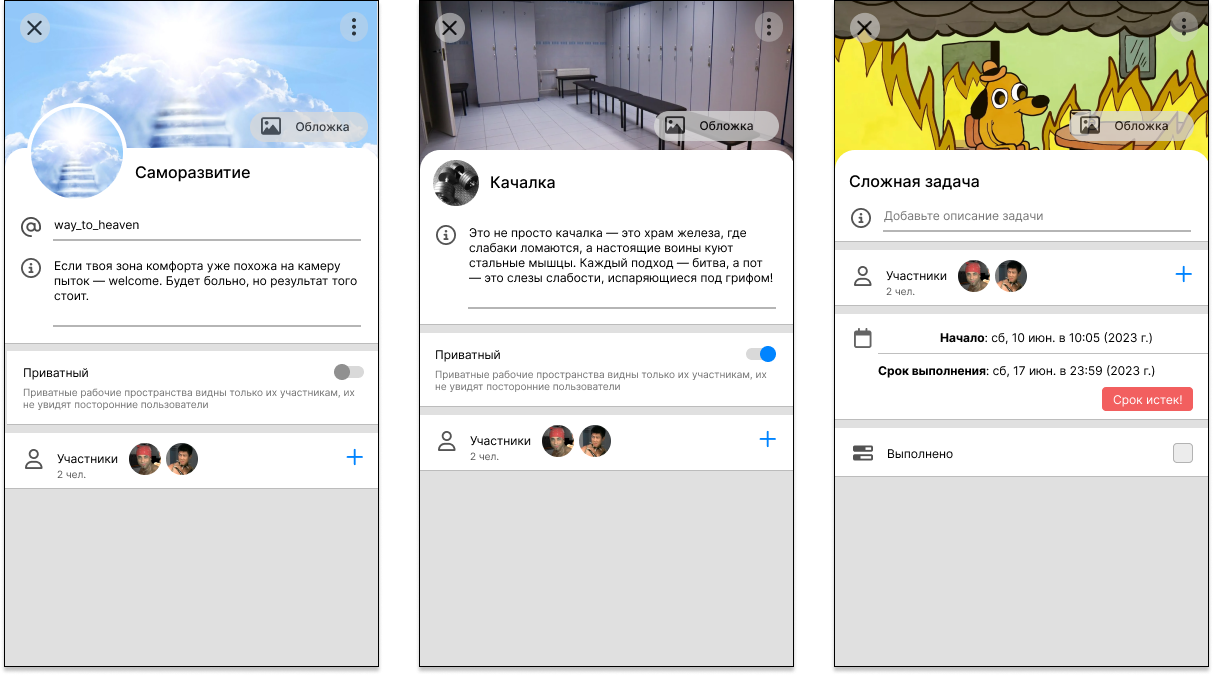 Обложка
Саморазвитие
way_to_heaven
Если твоя зона комфорта уже похожа на камеру
пыток — welcome. Будет больно, но результат того
стоит.
Приватный
Приватные рабочие пространства видны только их участникам, их
не увидят посторонние пользователи
Участники
2 чел.
Обложка
Качалка
Это не просто качалка — это храм железа, где
слабаки ломаются, а настоящие воины куют
стальные мышцы. Каждый подход — битва, а пот
— это слезы слабости, испаряющиеся под грифом!
Приватный
Приватные рабочие пространства видны только их участникам, их
не увидят посторонние пользователи
Участники
2 чел.
Обложка
Сложная задача
Добавьте описание задачи
Участники
2 чел.
Начало: сб, 10 июн. в 10:05 (2023 г.)
Срок выполнения: сб, 17 июн. в 23:59 (2023 г.)
Срок истек!
Выполнено